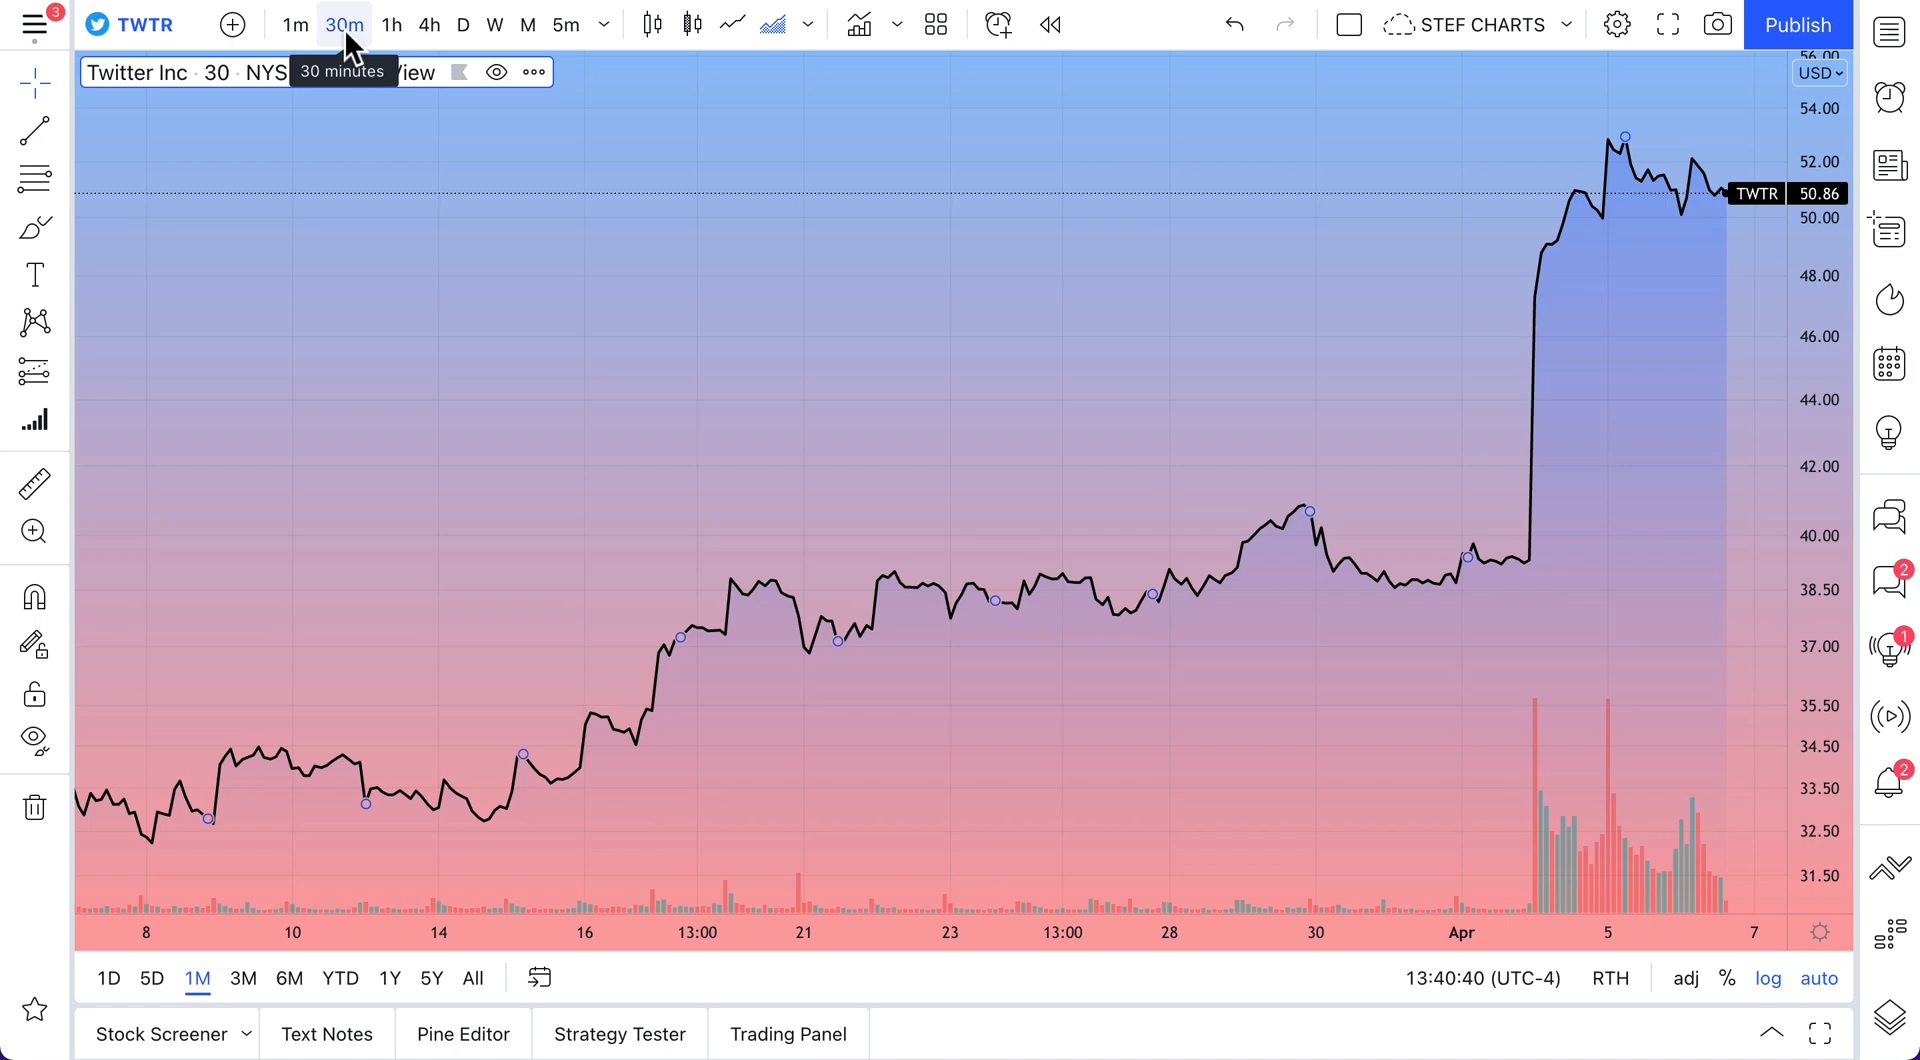 3
TWTR
1m 30m 1h 4h D W M 5m
STEF CHARTS
Publish
Twitter Inc · 30 · NYS
30 minutes
56.00
USD
54.00
52.00
TWTR 50.86
50.00
48.00
46.00
44.00
42.00
40.00
38.50
37.00
35.50
34.50
33.50
32.50
31.50
2
1
2
8 10 14 16 13:00 21 23 13:00 28 30 Apr 5 7
1D 5D 1M 3M 6M YTD 1Y 5Y All
13:40:40 (UTC-4) RTH adj % log auto
Stock Screener Text Notes Pine Editor Strategy Tester Trading Panel